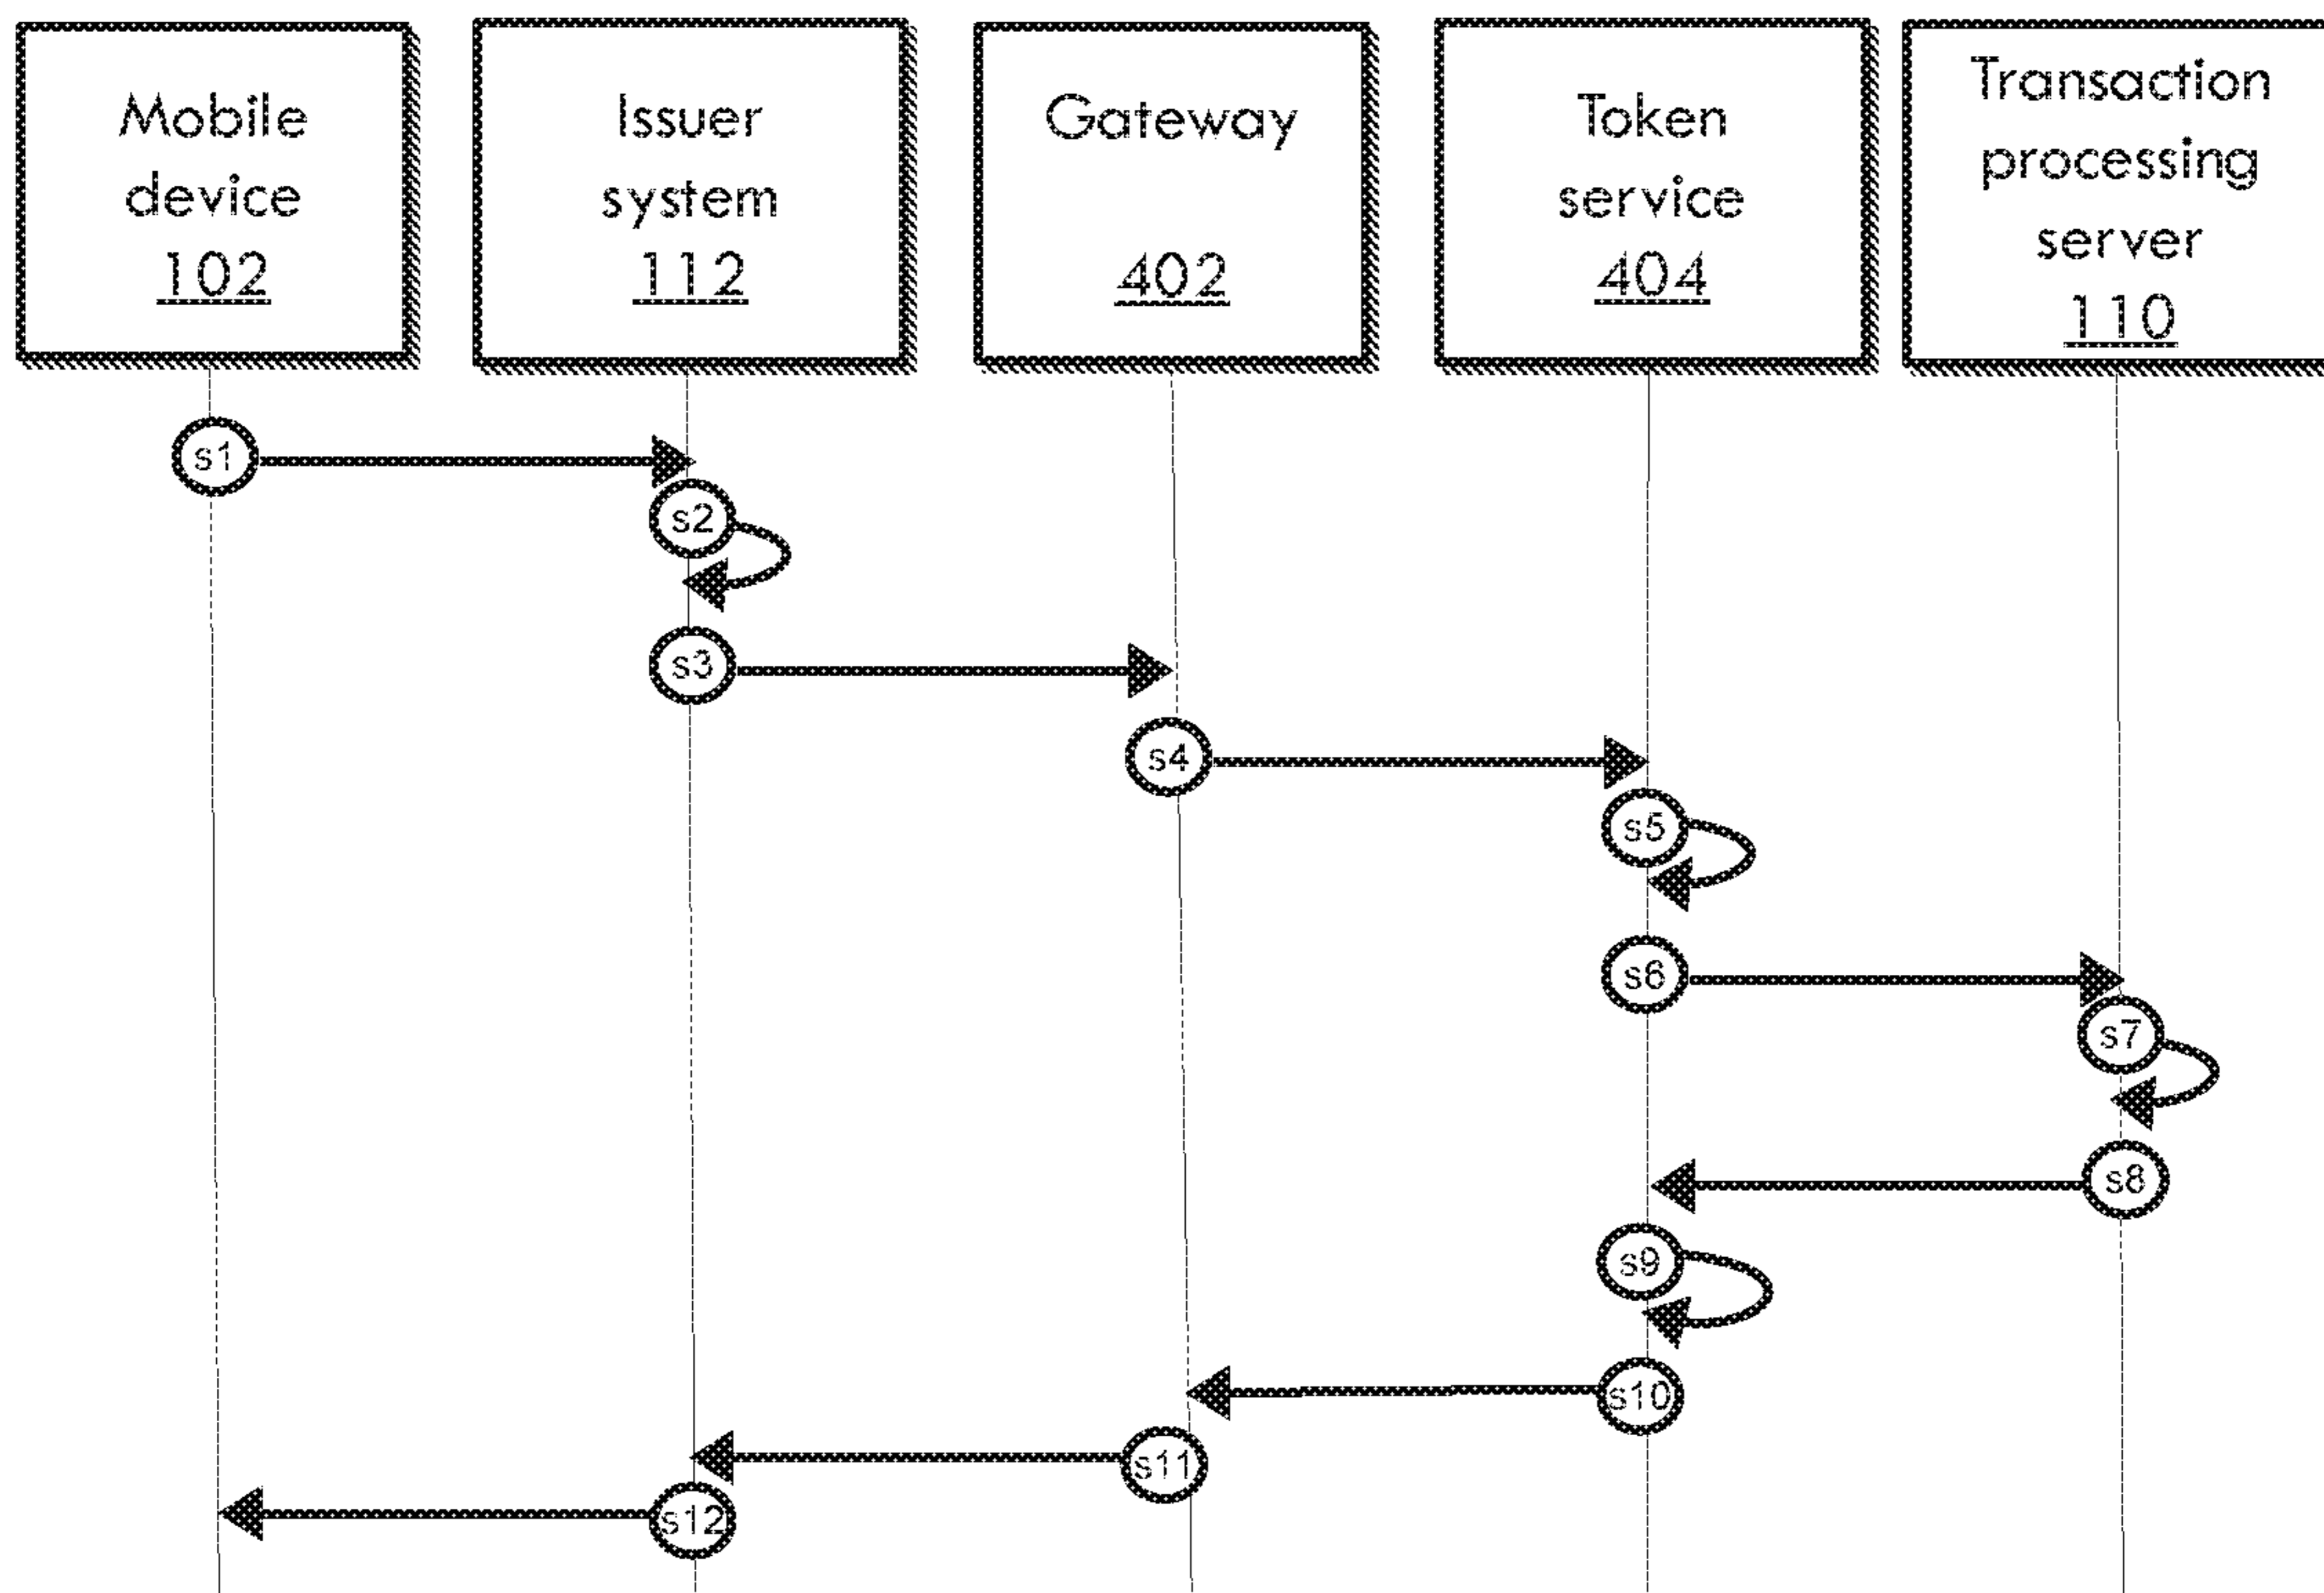 Mobile
device
102
Issuer
system
112
Gateway
402
Token
service
404
Transaction
processing
server
110
s1
s2
s3
s4
s5
s6
s7
s8
s9
s10
s11
s12